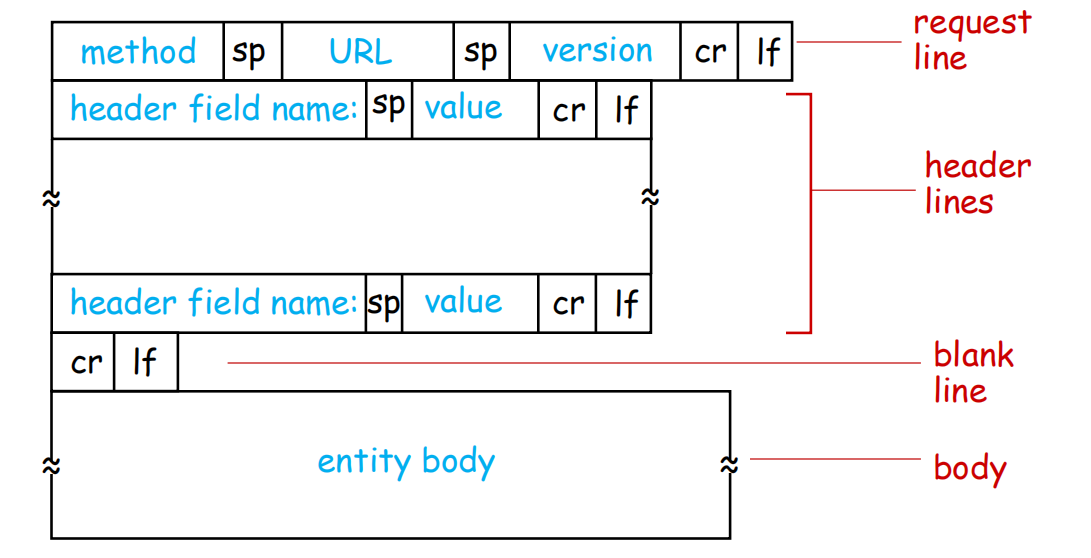 method sp URL sp version cr lf
request
line
header field name: sp value cr lf
header
lines
header field name: sp value cr lf
cr lf
blank
line
entity body
body